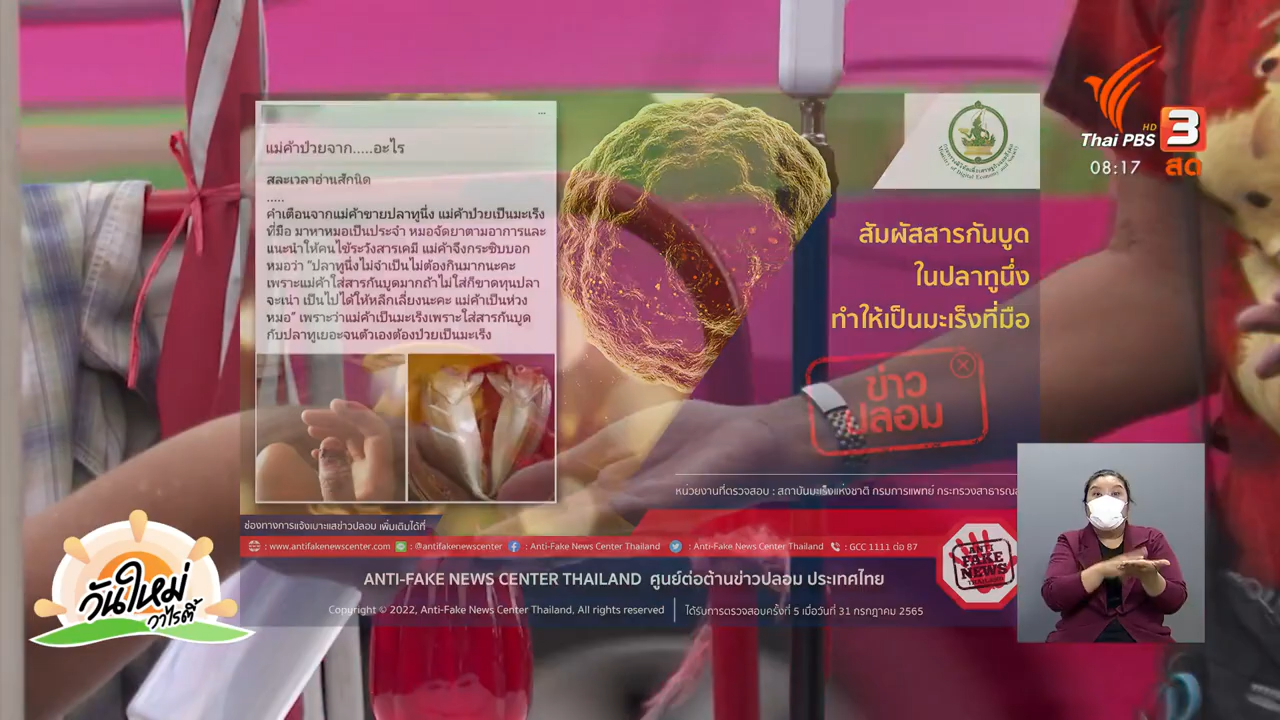 แม่ค้าป่วยจาก.....อะไร
สละเวลาอ่านสักนิด
.....
คำเตือนจากแม่ค้าขายปลาทูนึ่ง แม่ค้าป่วยเป็นมะเร็ง
ที่มือ มาหาหมอเป็นประจำ หมอจัดยาตามอาการและ
แนะนำให้คนไข้ระวังสารเคมี แม่ค้าจึงกระซิบบอก
หมอว่า "ปลาทูนึ่งไม่จำเป็นไม่ต้องกินมากนะคะ
เพราะแม่ค้าใส่สารกันบูดมากถ้าไม่ใส่ก็ขาดทุนปลา
จะเน่า เป็นไปได้ให้หลีกเลี่ยงนะคะ แม่ค้าเป็นห่วง
หมอ" เพราะว่าแม่ค้าเป็นมะเร็งเพราะใส่สารกันบูด
กับปลาทูเยอะจนตัวเองต้องป่วยเป็นมะเร็ง
Thai PBS HD 3
08:17 สด
สัมผัสสารกันบูด
ในปลาทูนึ่ง
ทำให้เป็นมะเร็งที่มือ
ข่าว
ปลอม
หน่วยงานที่ตรวจสอบ : สถาบันมะเร็งแห่งชาติ กรมการแพทย์
ช่องทางการแจ้งเบาะแสข่าวปลอม เพิ่มเติมได้ที่
: www.antifakenewscenter.com : @antifakenewscenter : Anti-Fake News Center Thailand : Anti-Fake News Center Thailand : GCC 1111 ต่อ 87
ANTI
FAKE
NEWS
ANTI-FAKE NEWS CENTER THAILAND ศูนย์ต่อต้านข่าวปลอม ประเทศไทย
Copyright © 2022, Anti-Fake News Center Thailand, All rights reserved ได้รับการตรวจสอบครั้งที่ 5 เมื่อวันที่ 31 กรกฎาคม 2565
วันใหม่
วาไรตี้